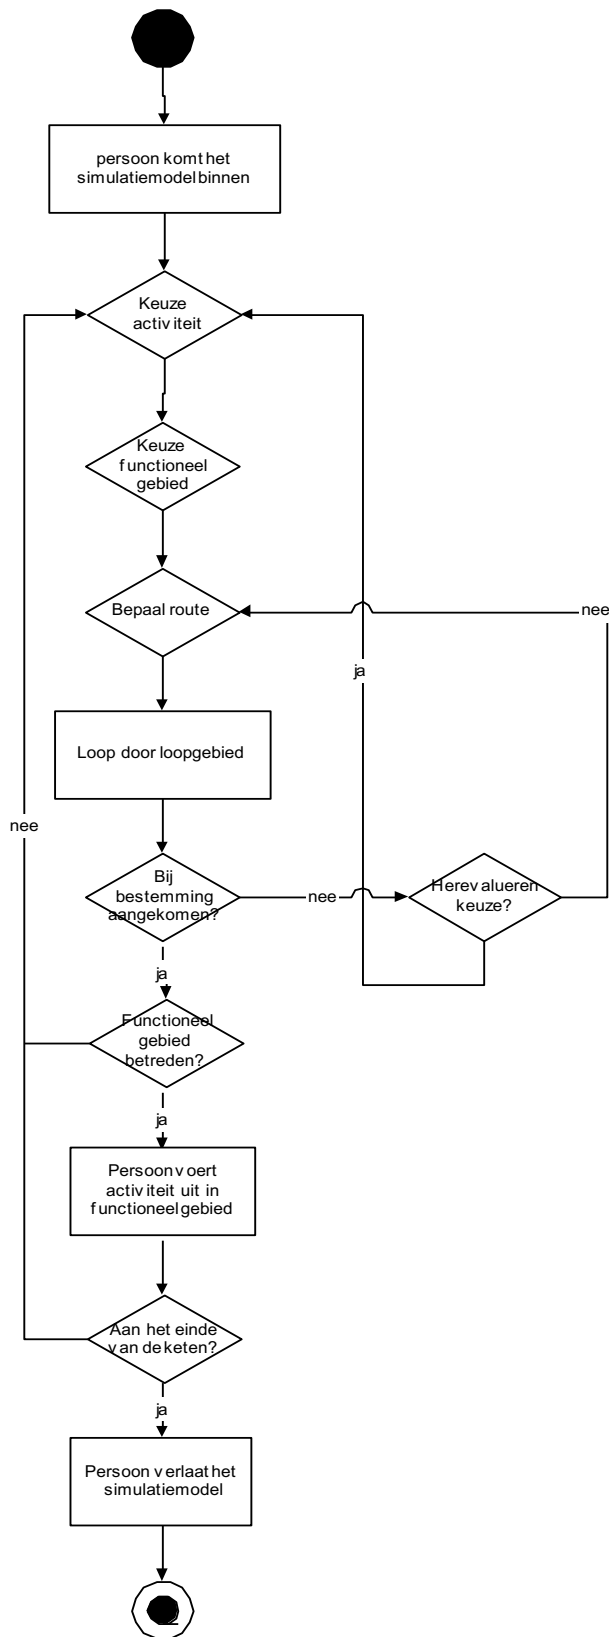 persoon komt het
simulatiemodel binnen
Keuze
activiteit
Keuze
functioneel
gebied
Bepaal route
nee
ja
Loop door loopgebied
nee
Bij
bestemming
aangekomen?
nee
Herevalueren
keuze?
ja
Functioneel
gebied
betreden?
ja
Persoon voert
activiteit uit in
functioneel gebied
Aan het einde
van de keten?
ja
Persoon verlaat het
simulatiemodel